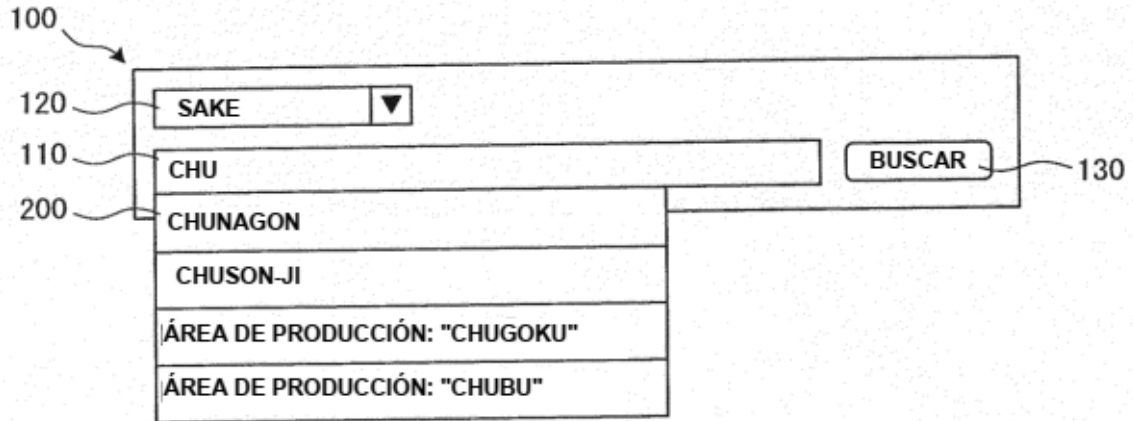 100
120 SAKE ▼
110 CHU BUSCAR 130
200 CHUNAGON
CHUSON-JI
ÁREA DE PRODUCCIÓN: "CHUGOKU"
ÁREA DE PRODUCCIÓN: "CHUBU"